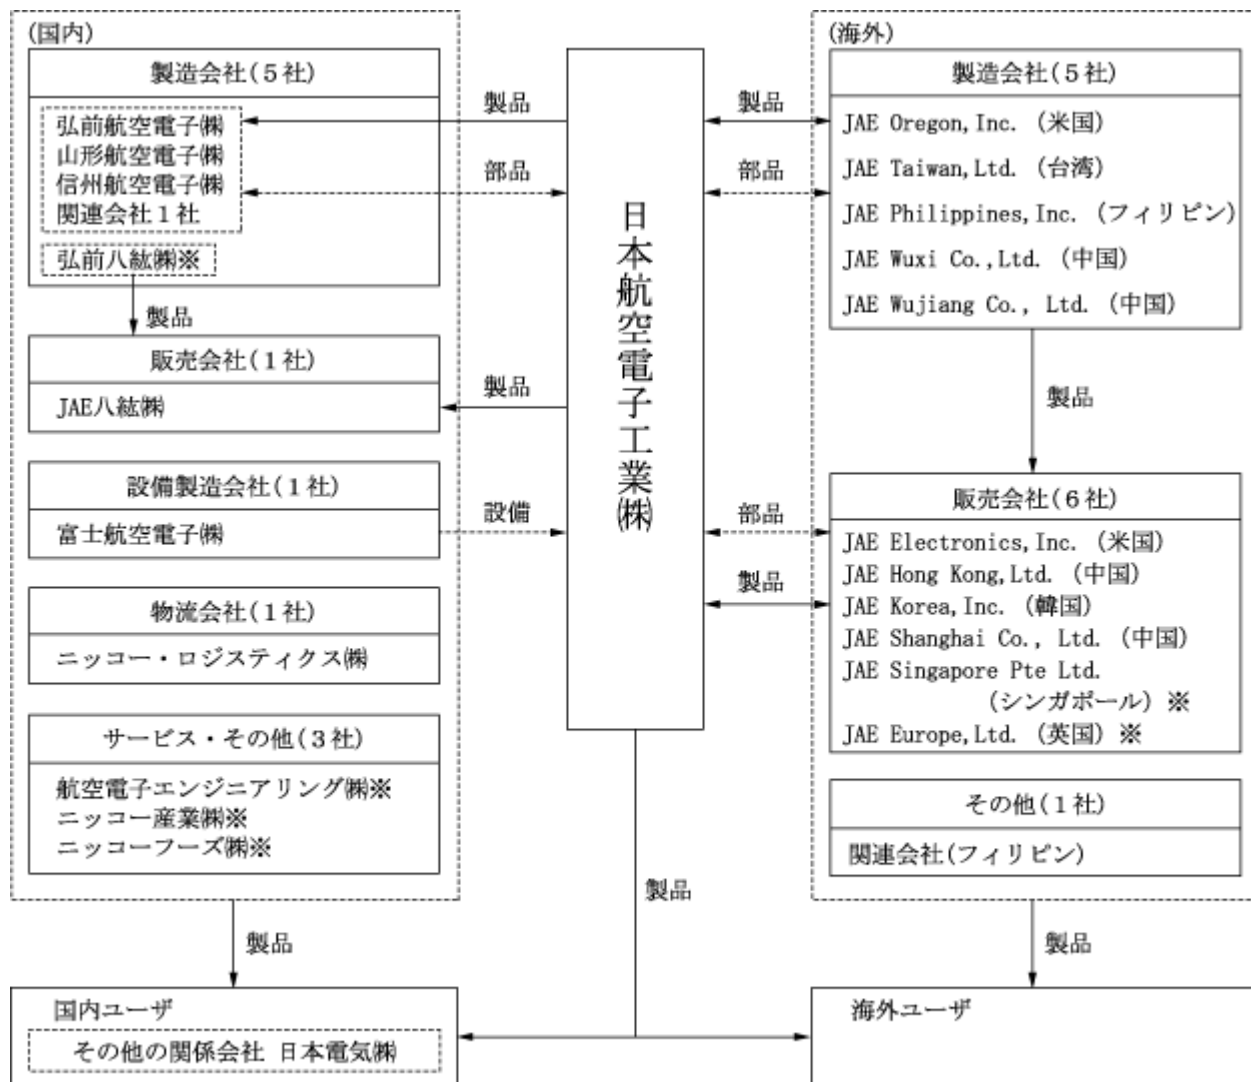 (国内)
製造会社(５社)
弘前航空電子㈱
山形航空電子㈱
信州航空電子㈱
関連会社１社
弘前八紘㈱※
製品
販売会社(１社)
JAE八紘㈱
設備製造会社(１社)
富士航空電子㈱
物流会社(１社)
ニッコー・ロジスティクス㈱
サービス・その他(３社)
航空電子エンジニアリング㈱※
ニッコー産業㈱※
ニッコーフーズ㈱※
製品
国内ユーザ
その他の関係会社 日本電気㈱
製品
部品
製品
設備
日本航空電子工業㈱
製品
製品
部品
部品
製品
(海外)
製造会社(５社)
JAE Oregon,Inc. (米国)
JAE Taiwan,Ltd. (台湾)
JAE Philippines,Inc. (フィリピン)
JAE Wuxi Co.,Ltd. (中国)
JAE Wujiang Co., Ltd. (中国)
製品
販売会社(６社)
JAE Electronics,Inc. (米国)
JAE Hong Kong,Ltd. (中国)
JAE Korea,Inc. (韓国)
JAE Shanghai Co., Ltd. (中国)
JAE Singapore Pte Ltd.
(シンガポール) ※
JAE Europe,Ltd. (英国) ※
その他(１社)
関連会社(フィリピン)
製品
海外ユーザ